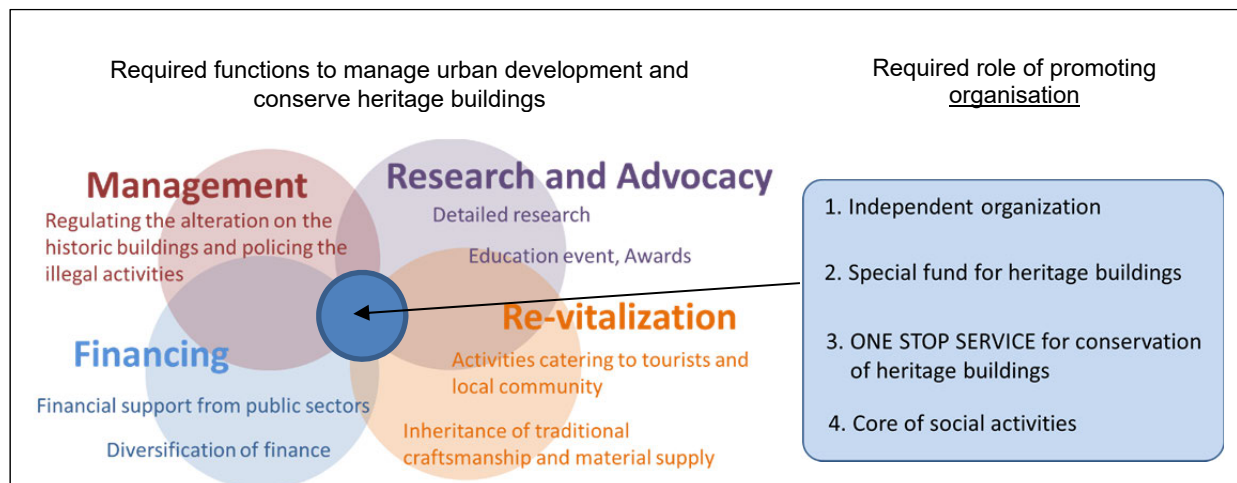 Required functions to manage urban development and
conserve heritage buildings
Required role of promoting
organisation
Management
Regulating the alteration on the
historic buildings and policing the
illegal activities
Research and Advocacy
Detailed research
Education event, Awards
Financing
Financial support from public sectors
Diversification of finance
Re-vitalization
Activities catering to tourists and
local community
Inheritance of traditional
craftsmanship and material supply
1. Independent organization
2. Special fund for heritage buildings
3. ONE STOP SERVICE for conservation
of heritage buildings
4. Core of social activities